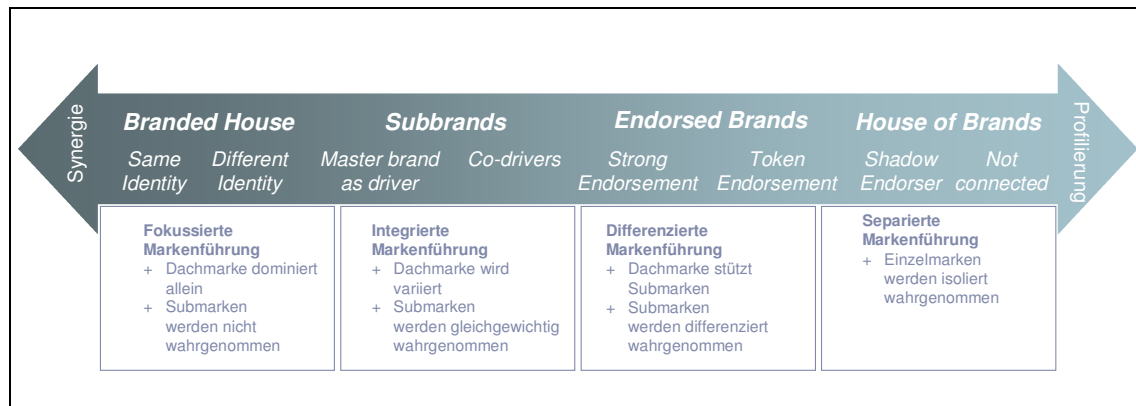 Synergie
Branded House
Same
Identity
Different
Identity
Subbrands
Master brand
as driver
Co-drivers
Endorsed Brands
Strong
Endorsement
Token
Endorsement
House of Brands
Shadow
Endorser
Not
connected
Profilierung
Fokussierte
Markenführung
+ Dachmarke dominiert
allein
+ Submarken
werden nicht
wahrgenommen
Integrierte
Markenführung
+ Dachmarke wird
variiert
+ Submarken
werden gleichgewichtig
wahrgenommen
Differenzierte
Markenführung
+ Dachmarke stützt
Submarken
+ Submarken
werden differenziert
wahrgenommen
Separierte
Markenführung
+ Einzelmarken
werden isoliert
wahrgenommen